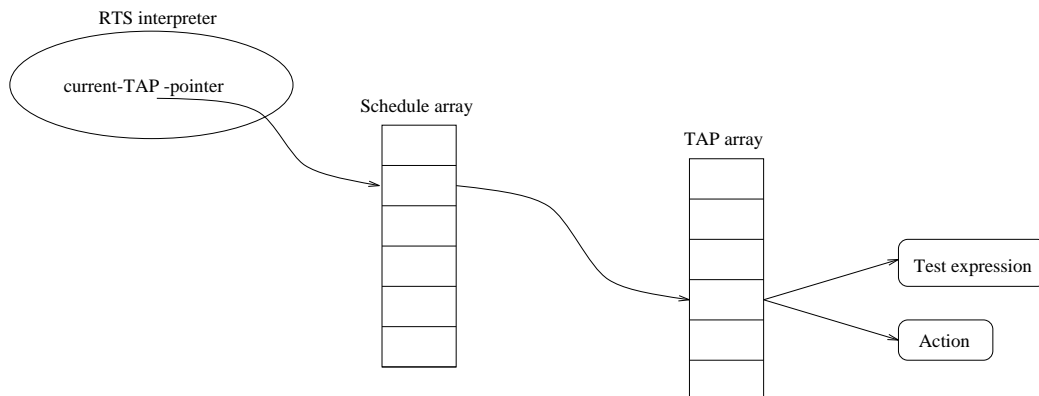 RTS interpreter
current-TAP -pointer
Schedule array
TAP array
Test expression
Action